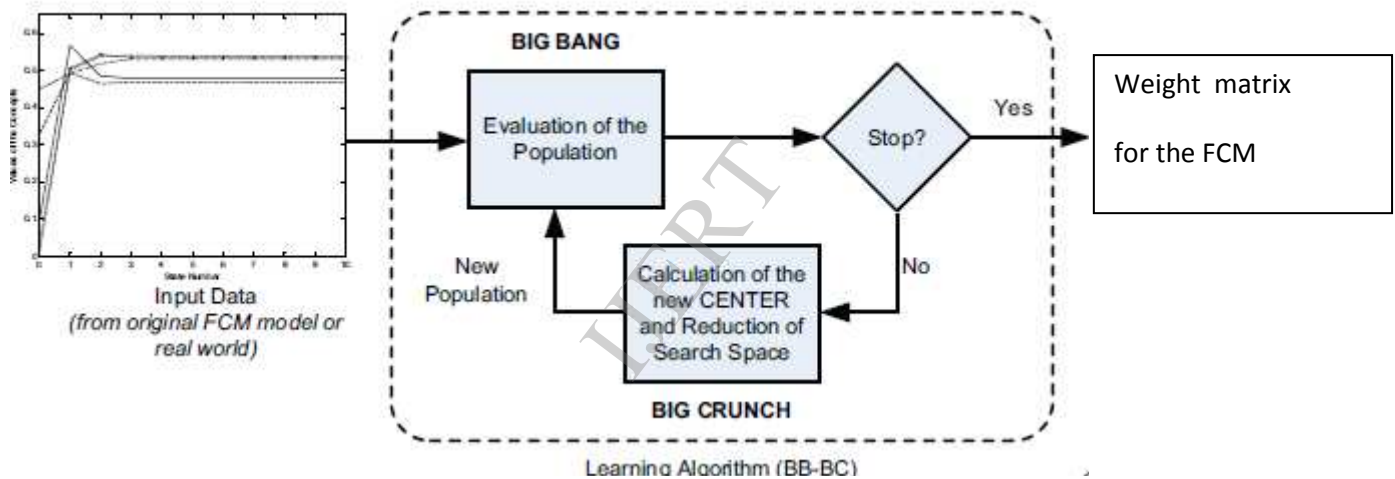 BIG BANG
Evaluation of the
Population
Stop?
Yes
Weight matrix
for the FCM
No
New
Population
Calculation of the
new CENTER
and Reduction of
Search Space
BIG CRUNCH
Input Data
(from original FCM model or
real world)
Learning Algorithm (BB-BC)
IJERT